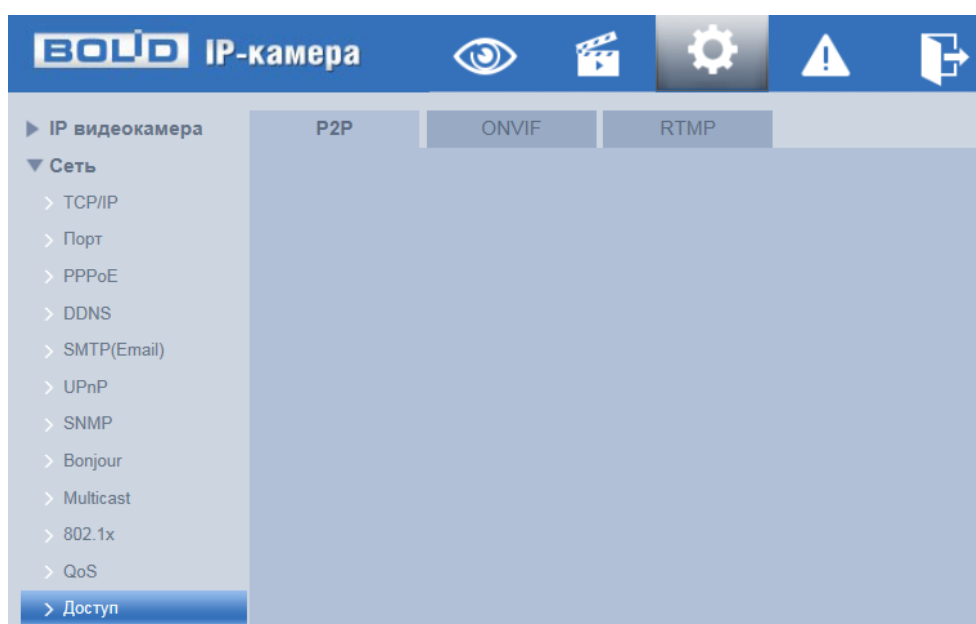 BOLID IP-камера
IP видеокамера
P2P
ONVIF
RTMP
Сеть
TCP/IP
Порт
PPPoE
DDNS
SMTP(Email)
UPnP
SNMP
Bonjour
Multicast
802.1x
QoS
Доступ